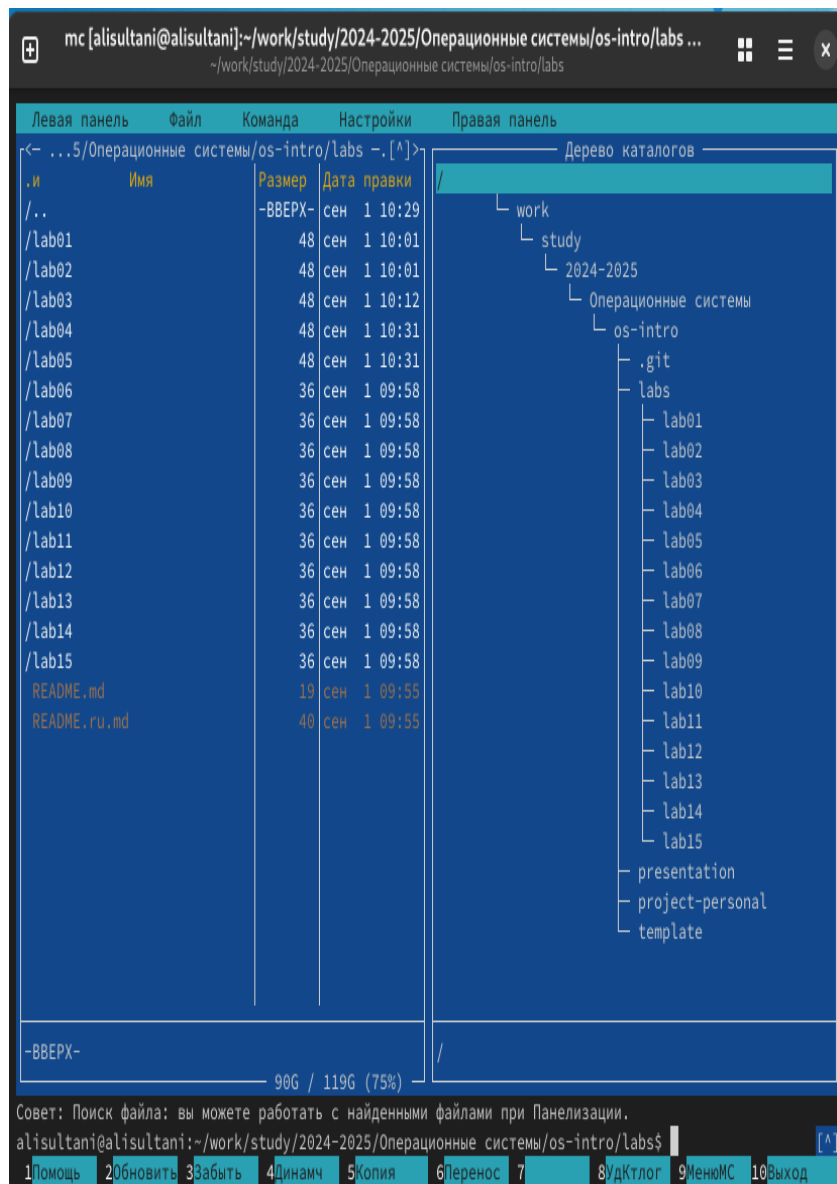 mc [alisultani@alisultani]:~/work/study/2024-2025/Операционные системы/os-intro/labs ...
~/work/study/2024-2025/Операционные системы/os-intro/labs
Левая панель Файл Команда Настройки Правая панель
<— ...5/Операционные системы/os-intro/labs —.[^]>
.и Имя Размер Дата правки
/.. -ВВЕРХ- сен 1 10:29
/lab01 48 сен 1 10:01
/lab02 48 сен 1 10:01
/lab03 48 сен 1 10:12
/lab04 48 сен 1 10:31
/lab05 48 сен 1 10:31
/lab06 36 сен 1 09:58
/lab07 36 сен 1 09:58
/lab08 36 сен 1 09:58
/lab09 36 сен 1 09:58
/lab10 36 сен 1 09:58
/lab11 36 сен 1 09:58
/lab12 36 сен 1 09:58
/lab13 36 сен 1 09:58
/lab14 36 сен 1 09:58
/lab15 36 сен 1 09:58
README.md 19 сен 1 09:55
README.ru.md 40 сен 1 09:55
-ВВЕРХ-
90G / 119G (75%)
Дерево каталогов
/
work
study
2024-2025
Операционные системы
os-intro
.git
labs
lab01
lab02
lab03
lab04
lab05
lab06
lab07
lab08
lab09
lab10
lab11
lab12
lab13
lab14
lab15
presentation
project-personal
template
/
Совет: Поиск файла: вы можете работать с найденными файлами при Панелизации.
alisultani@alisultani:~/work/study/2024-2025/Операционные системы/os-intro/labs$ [^]
1Помощь 2Обновить 3Забыть 4Динамч 5Копия 6Перенос 7 8УдКтлог 9МенюМС 10Выход